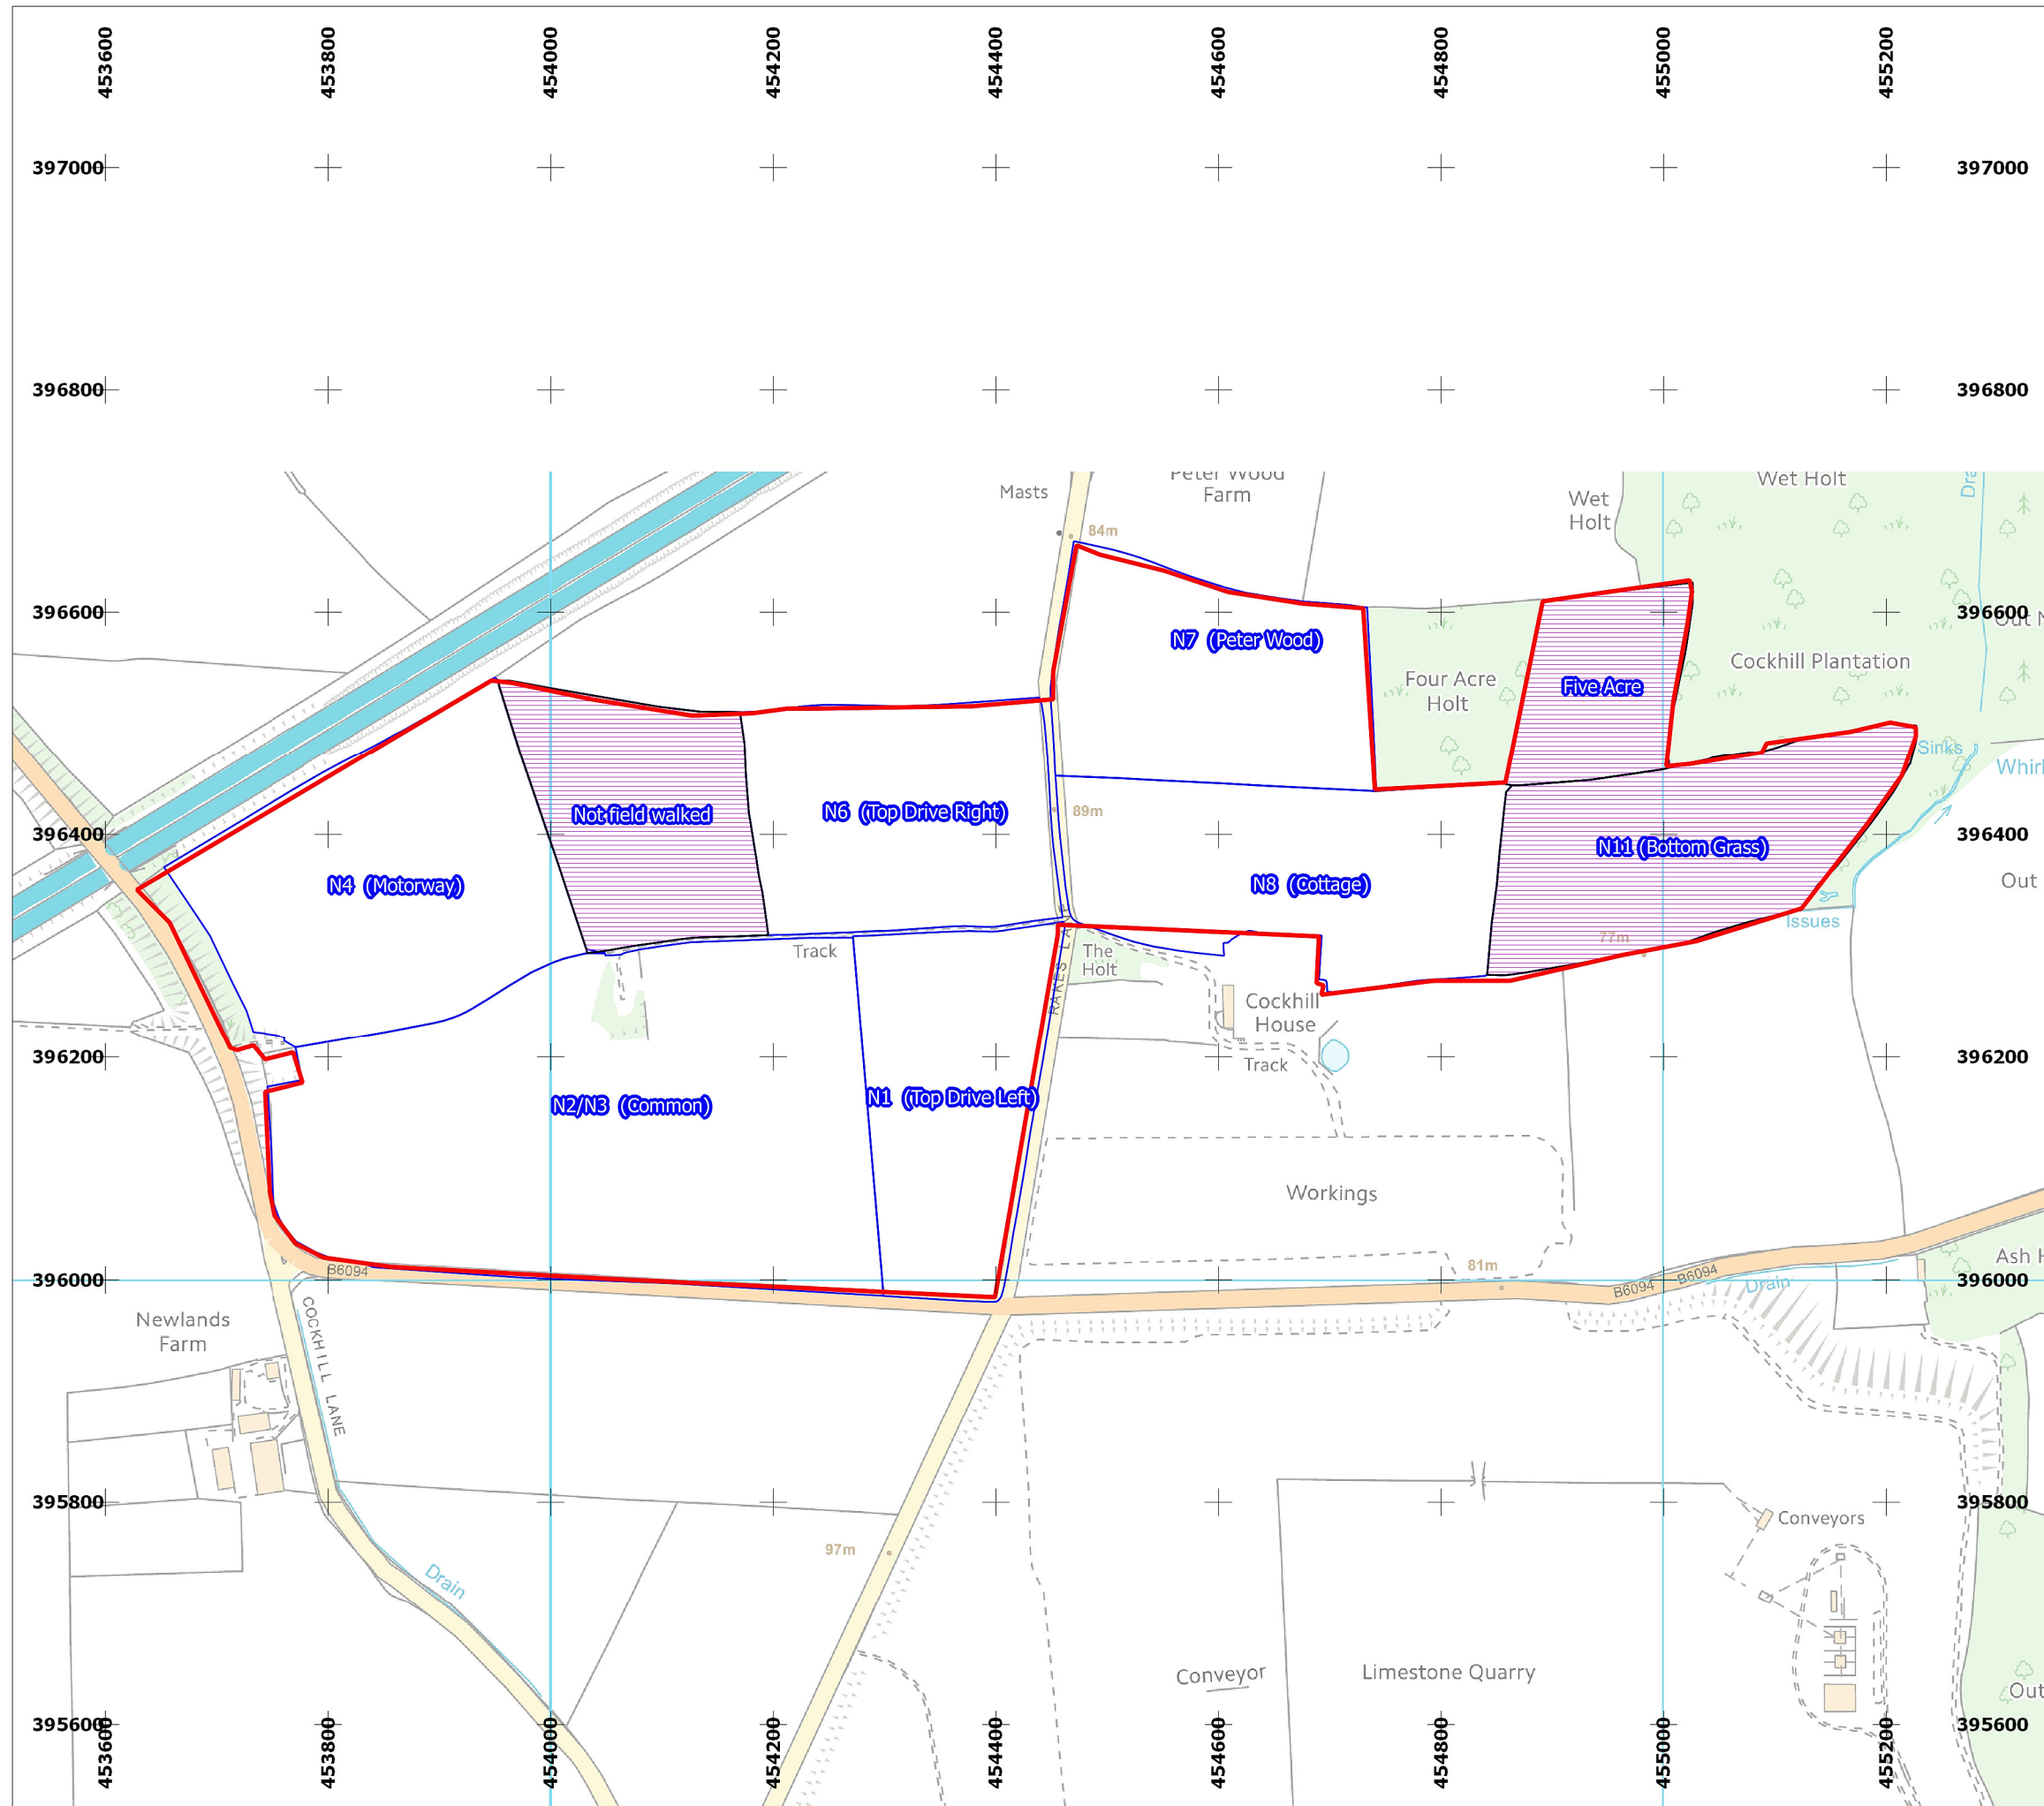 453600
453800
454000
454200
454400
454600
454800
455000
455200
397000
397000
396800
396800
Masts
Peter Wood
Farm
Wet
Holt
Wet Holt
84m
396600
N7 (Peter Wood)
396600
Cockhill Plantation
Four Acre
Holt
Five Acre
Sinks
Not field walked
N6 (Top Drive Right)
89m
396400
N11 (Bottom Grass)
396400
N4 (Motorway)
N8 (Cottage)
Out
Issues
Track
The
Holt
77m
RAKES LA
Cockhill
House
396200
Track
396200
N2/N3 (Common)
N1 (Top Drive Left)
Workings
B6094
396000
81m
B6094
B6094
Drain
Ash
396000
Newlands
Farm
COCKHILL LANE
395800
395800
Conveyors
97m
Drain
Conveyor
Limestone Quarry
Out
395600
395600
453600
453800
454000
454200
454400
454600
454800
455000
455200